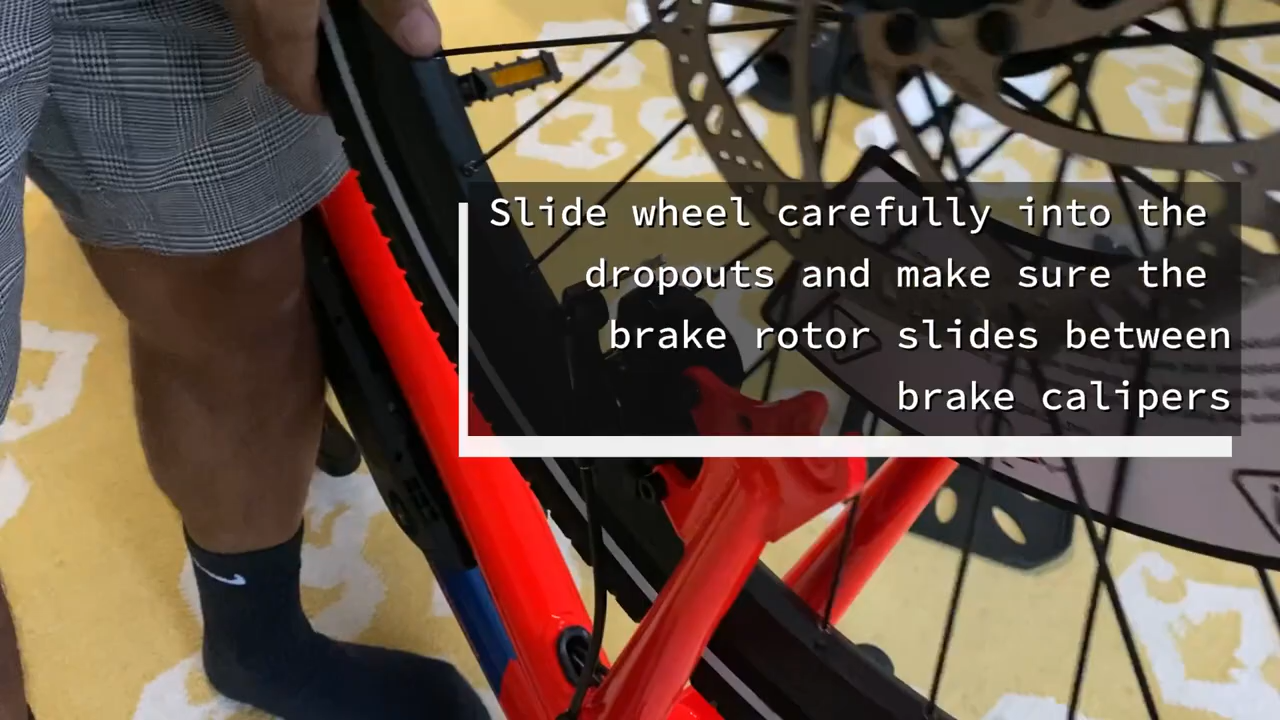 Slide wheel carefully into the
dropouts and make sure the
brake rotor slides between
brake calipers